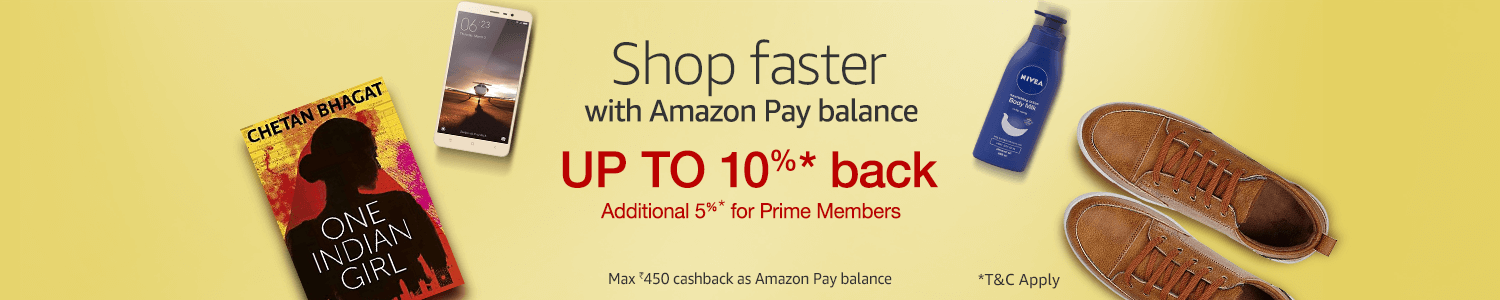 CHETAN BHAGAT
ONE
INDIAN
GIRL
06:23
Shop faster
with Amazon Pay balance
UP TO 10%* back
Additional 5%* for Prime Members
Max ₹450 cashback as Amazon Pay balance
*T&C Apply
NIVEA
Body Milk